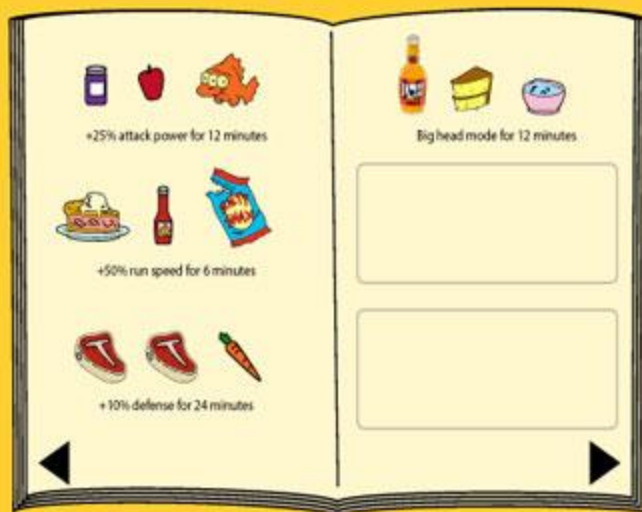 +25% attack power for 12 minutes
+50% run speed for 6 minutes
+10% defense for 24 minutes
Big head mode for 12 minutes